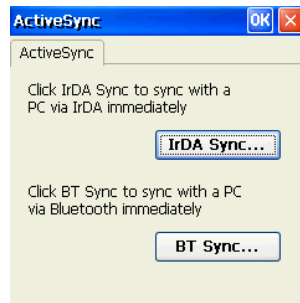 ActiveSync OK
ActiveSync
Click IrDA Sync to sync with a
PC via IrDA immediately
IrDA Sync...
Click BT Sync to sync with a PC
via Bluetooth immediately
BT Sync...